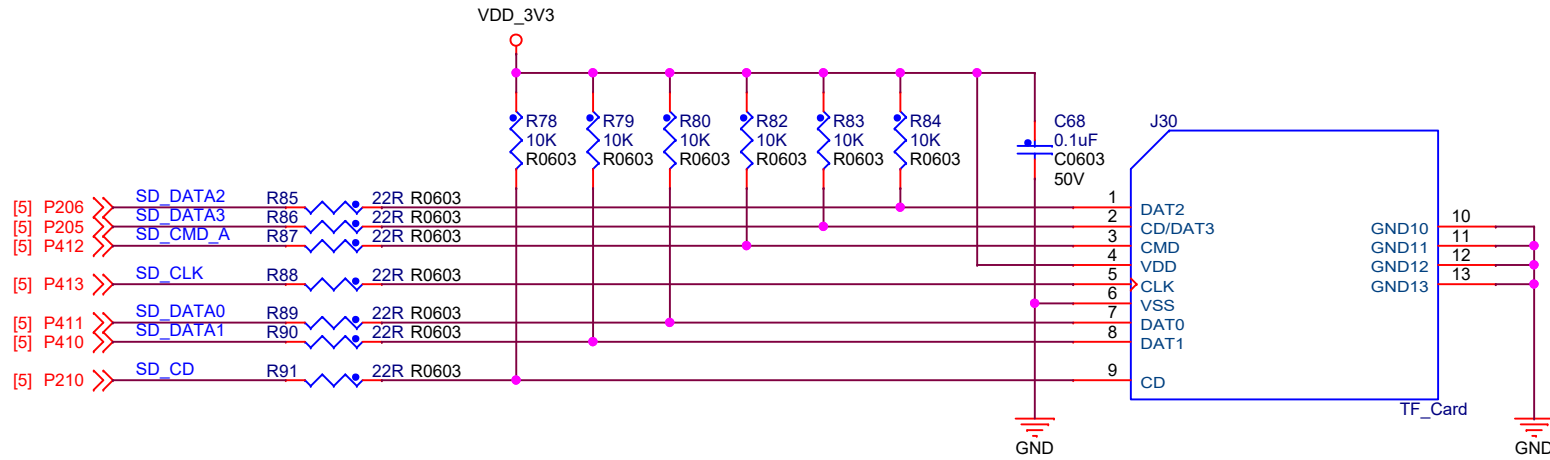 VDD_3V3
R78 10K R0603
R79 10K R0603
R80 10K R0603
R82 10K R0603
R83 10K R0603
R84 10K R0603
C68 0.1uF C0603 50V
J30
[5] P206 SD_DATA2 R85 22R R0603 1 DAT2
[5] P205 SD_DATA3 R86 22R R0603 2 CD/DAT3 GND10 10
[5] P412 SD_CMD_A R87 22R R0603 3 CMD GND11 11
4 VDD GND12 12
[5] P413 SD_CLK R88 22R R0603 5 CLK GND13 13
6 VSS
[5] P411 SD_DATA0 R89 22R R0603 7 DAT0
[5] P410 SD_DATA1 R90 22R R0603 8 DAT1
[5] P210 SD_CD R91 22R R0603 9 CD
TF_Card
GND
GND